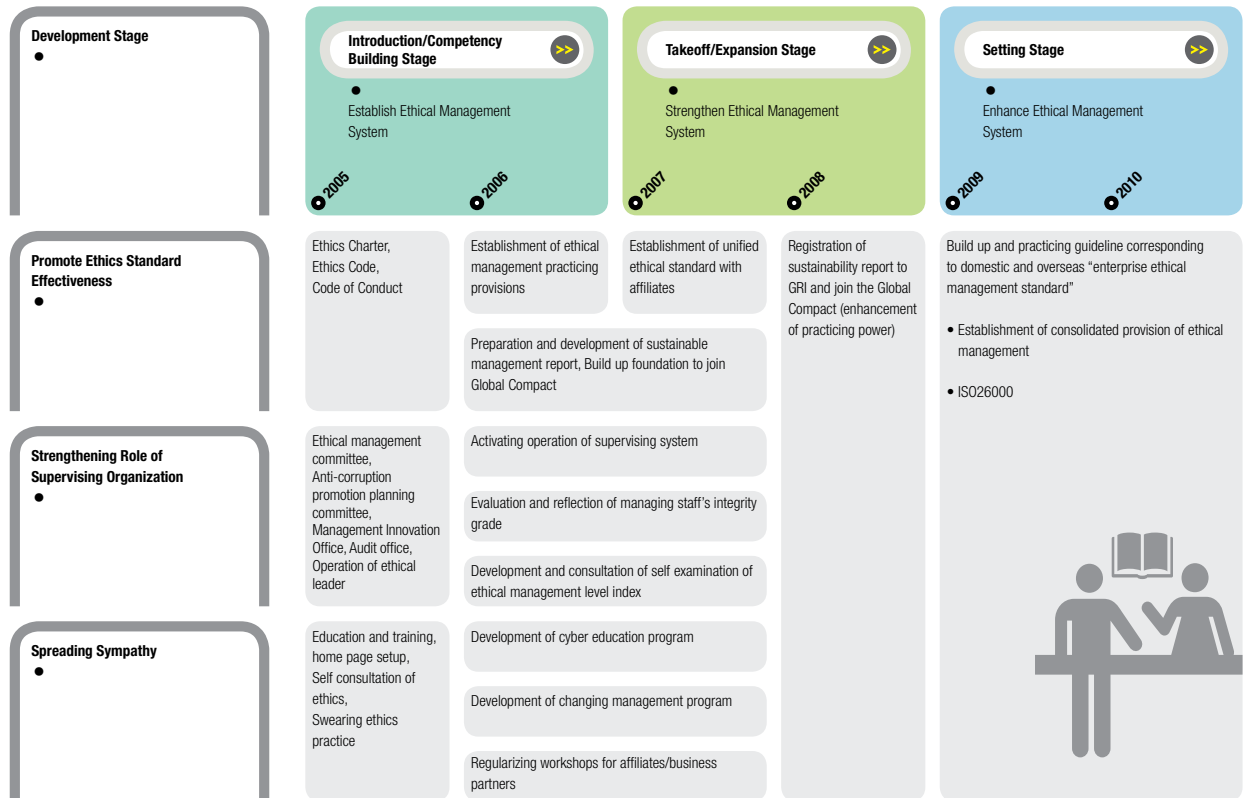 Development Stage
•
Introduction/Competency
Building Stage
>>
•
Establish Ethical Management
System
2005
2006
Takeoff/Expansion Stage
>>
•
Strengthen Ethical Management
System
2007
2008
Setting Stage
>>
•
Enhance Ethical Management
System
2009
2010
Promote Ethics Standard
Effectiveness
•
Ethics Charter,
Ethics Code,
Code of Conduct
Establishment of ethical
management practicing
provisions
Establishment of unified
ethical standard with
affiliates
Preparation and development of sustainable
management report, Build up foundation to join
Global Compact
Registration of
sustainability report to
GRI and join the Global
Compact (enhancement
of practicing power)
Build up and practicing guideline corresponding
to domestic and overseas “enterprise ethical
management standard”
• Establishment of consolidated provision of ethical
management
• ISO26000
Strengthening Role of
Supervising Organization
•
Ethical management
committee,
Anti-corruption
promotion planning
committee,
Management Innovation
Office, Audit office,
Operation of ethical
leader
Activating operation of supervising system
Evaluation and reflection of managing staff’s integrity
grade
Development and consultation of self examination of
ethical management level index
Spreading Sympathy
•
Education and training,
home page setup,
Self consultation of
ethics,
Swearing ethics
practice
Development of cyber education program
Development of changing management program
Regularizing workshops for affiliates/business
partners